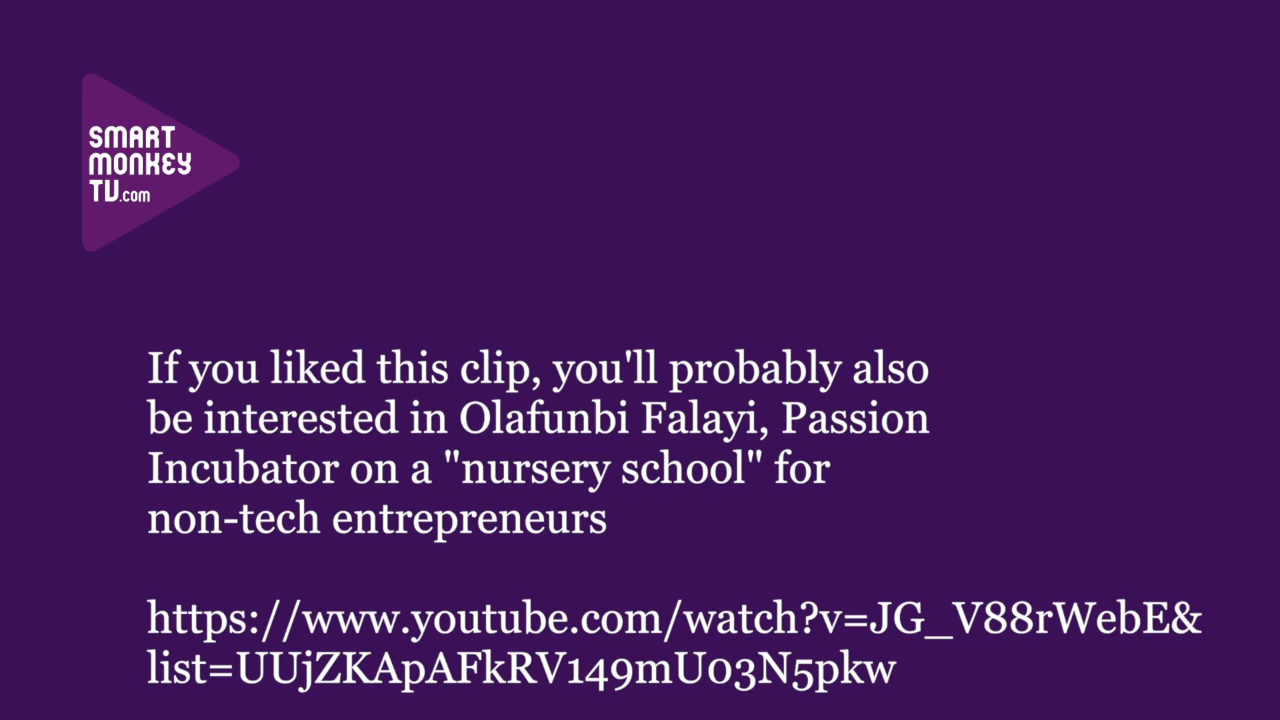 SMART
MONKEY
TV.com
If you liked this clip, you'll probably also
be interested in Olafunbi Falayi, Passion
Incubator on a "nursery school" for
non-tech entrepreneurs
https://www.youtube.com/watch?v=JG_V88rWebE&
list=UUjZKApAFkRV149mU03N5pkw